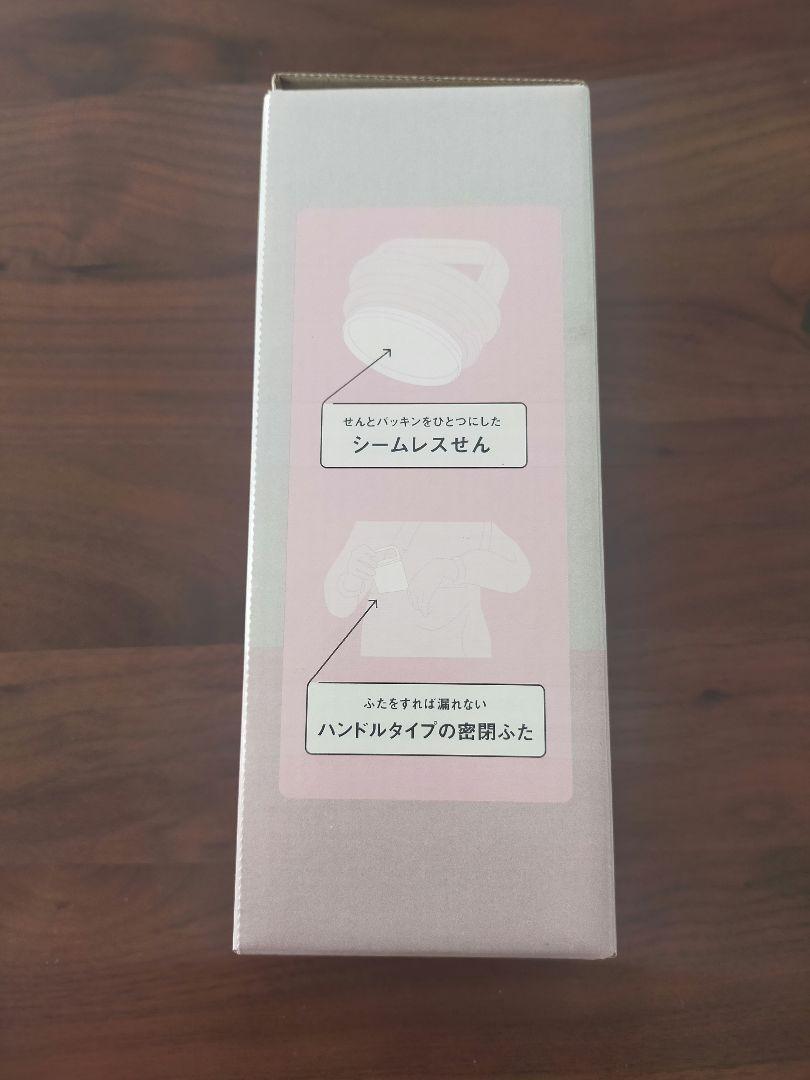 せんとパッキンをひとつにした
シームレスせん
ふたをすれば漏れない
ハンドルタイプの密閉ふた